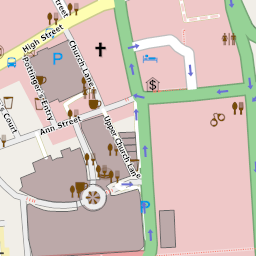 High Street
Church Lane
Pottinger's Entry
's Court
Ann Street
Upper Church Lane
P
P
$